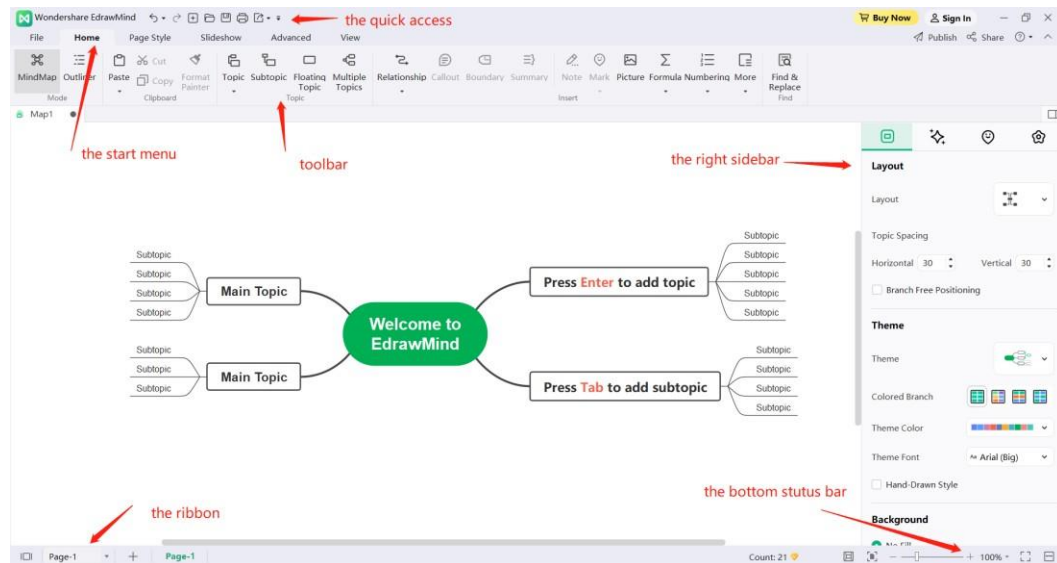 Wondershare EdrawMind
the quick access
Buy Now
Sign In
File Home Page Style Slideshow Advanced View
Publish Share
MindMap Outliner Paste Cut Copy Format Painter Topic Subtopic Floating Topic Multiple Topics Relationship Callout Boundary Summary Note Mark Picture Formula Numbering More Find & Replace
Mode Clipboard Topic Insert Find
Map1
the start menu
toolbar
the right sidebar
Layout
Layout
Topic Spacing
Horizontal 30 Vertical 30
Branch Free Positioning
Theme
Theme
Colored Branch
Theme Color
Theme Font Aa Arial (Big)
Hand-Drawn Style
Background
Subtopic
Subtopic
Subtopic
Subtopic
Main Topic
Subtopic
Subtopic
Subtopic
Main Topic
Welcome to
EdrawMind
Press Enter to add topic
Subtopic
Subtopic
Subtopic
Subtopic
Subtopic
Press Tab to add subtopic
Subtopic
Subtopic
Subtopic
Subtopic
the bottom stutus bar
the ribbon
Page-1 Page-1
Count: 21
100%